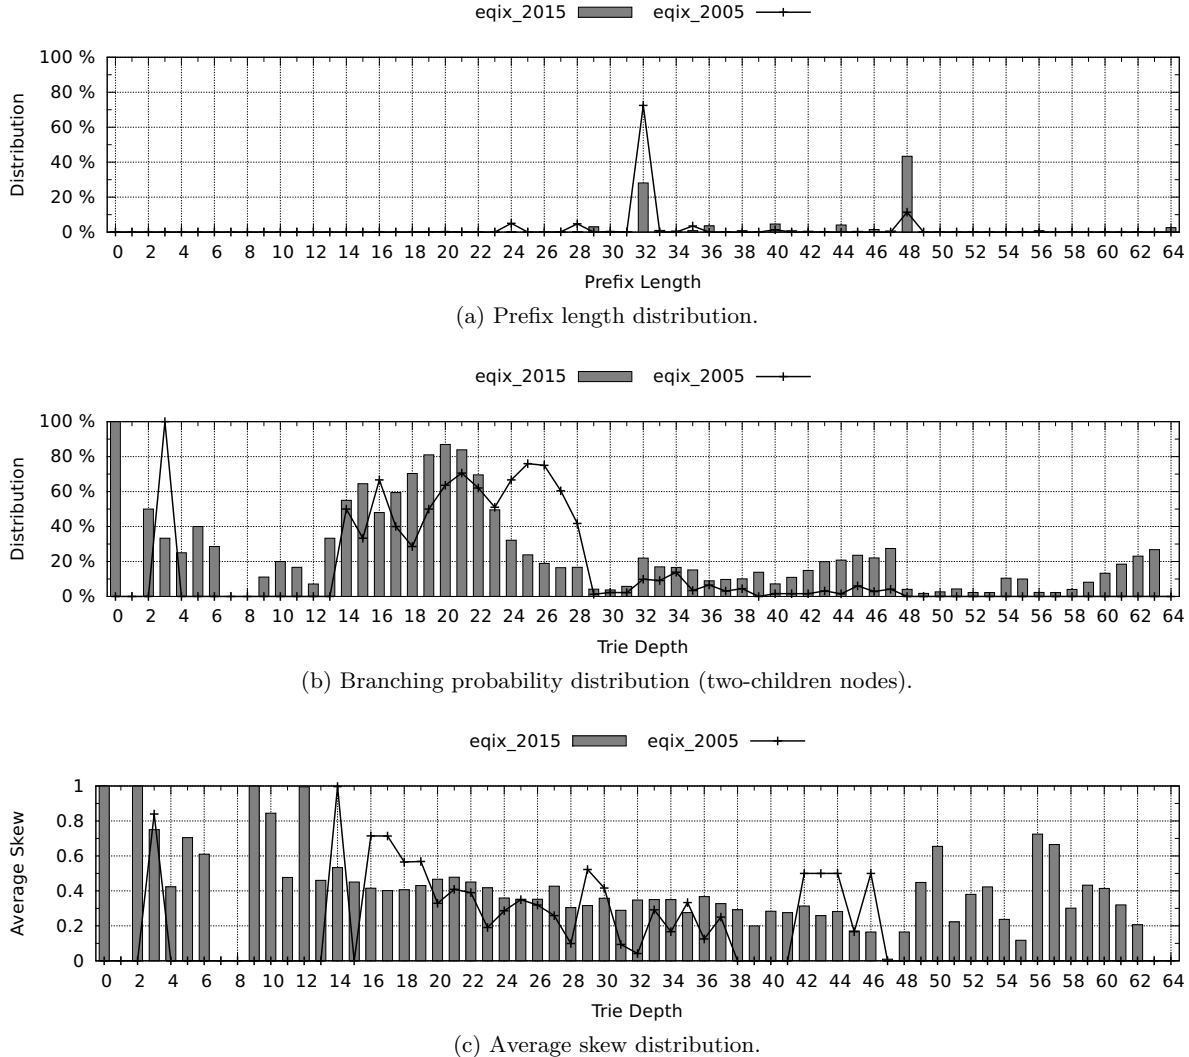 eqix_2015 eqix_2005
100 %
80 %
60 %
40 %
20 %
0 %
Distribution
0 2 4 6 8 10 12 14 16 18 20 22 24 26 28 30 32 34 36 38 40 42 44 46 48 50 52 54 56 58 60 62 64
Prefix Length
(a) Prefix length distribution.
eqix_2015 eqix_2005
100 %
80 %
60 %
40 %
20 %
0 %
Distribution
0 2 4 6 8 10 12 14 16 18 20 22 24 26 28 30 32 34 36 38 40 42 44 46 48 50 52 54 56 58 60 62 64
Trie Depth
(b) Branching probability distribution (two-children nodes).
eqix_2015 eqix_2005
1
0.8
0.6
0.4
0.2
0
Average Skew
0 2 4 6 8 10 12 14 16 18 20 22 24 26 28 30 32 34 36 38 40 42 44 46 48 50 52 54 56 58 60 62 64
Trie Depth
(c) Average skew distribution.